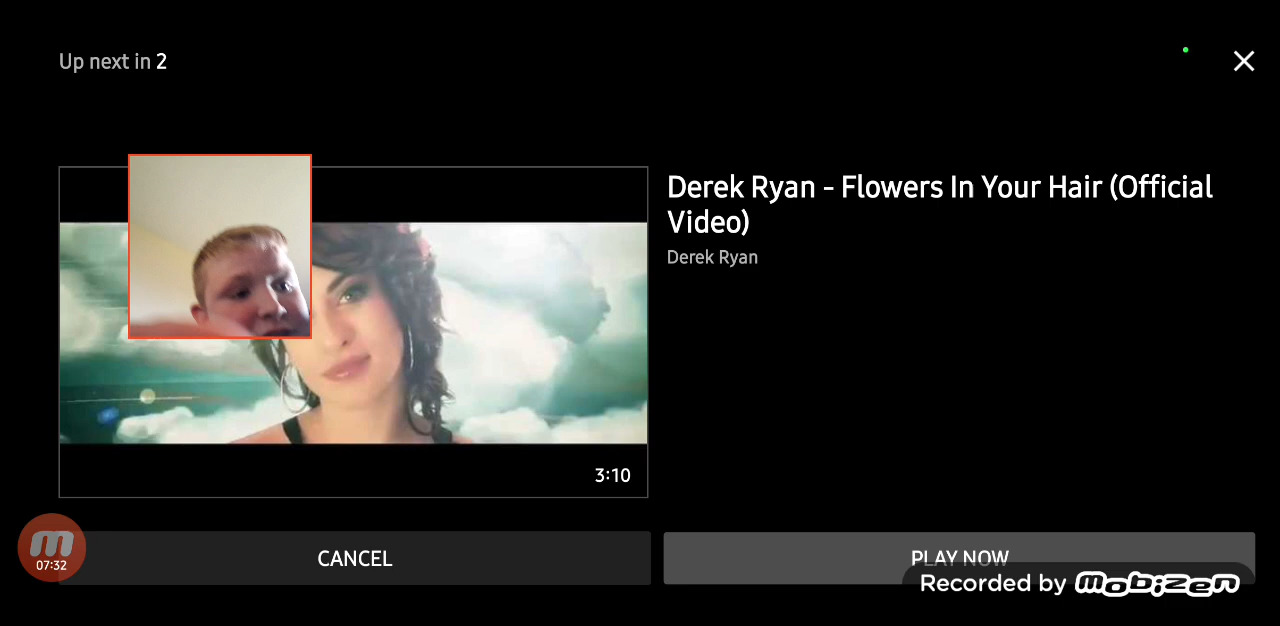 Up next in 2
Derek Ryan - Flowers In Your Hair (Official
Video)
Derek Ryan
3:10
m
07:32
CANCEL
PLAY NOW
Recorded by mobizen